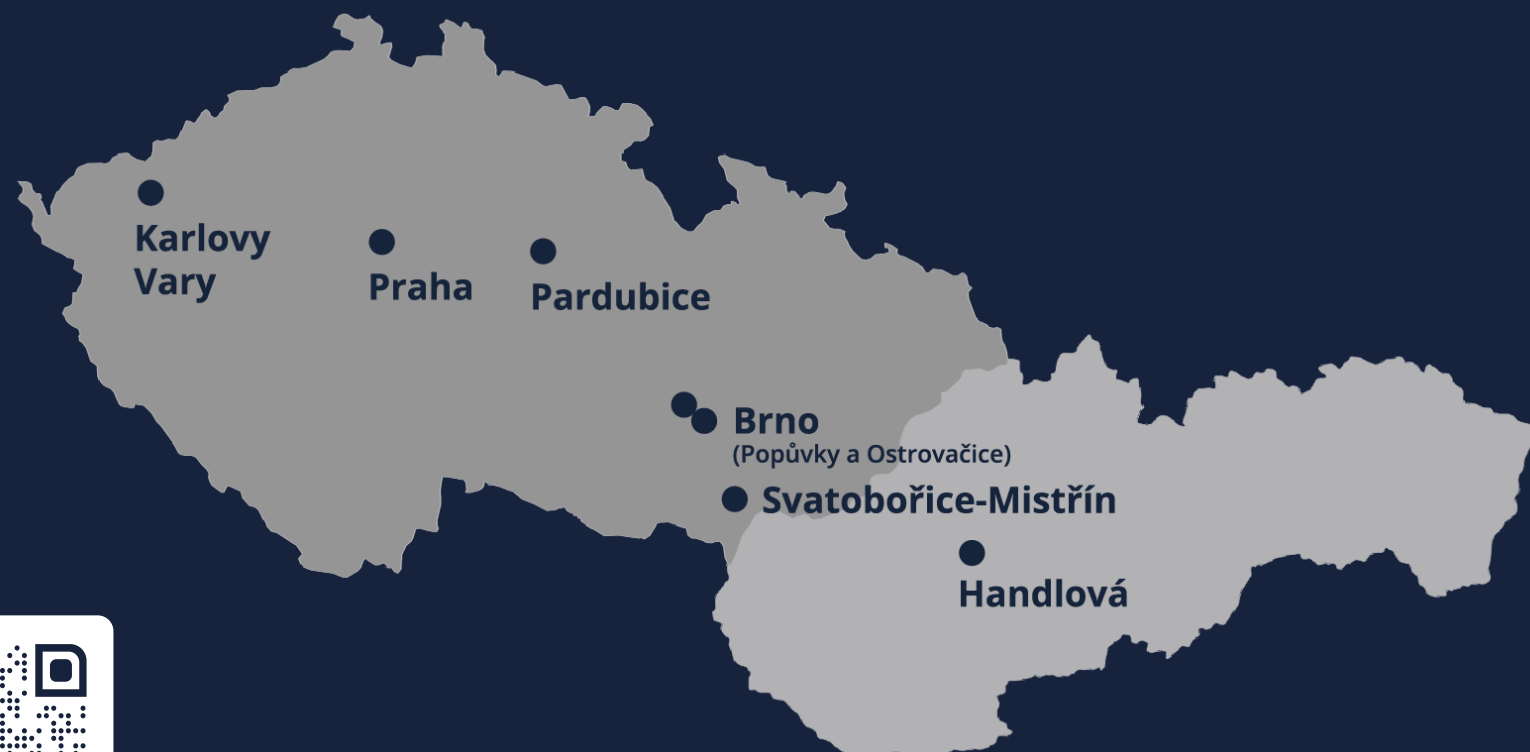 Karlovy
Vary
Praha
Pardubice
Brno
(Popůvky a Ostrovačice)
Svatobořice-Mistřín
Handlová